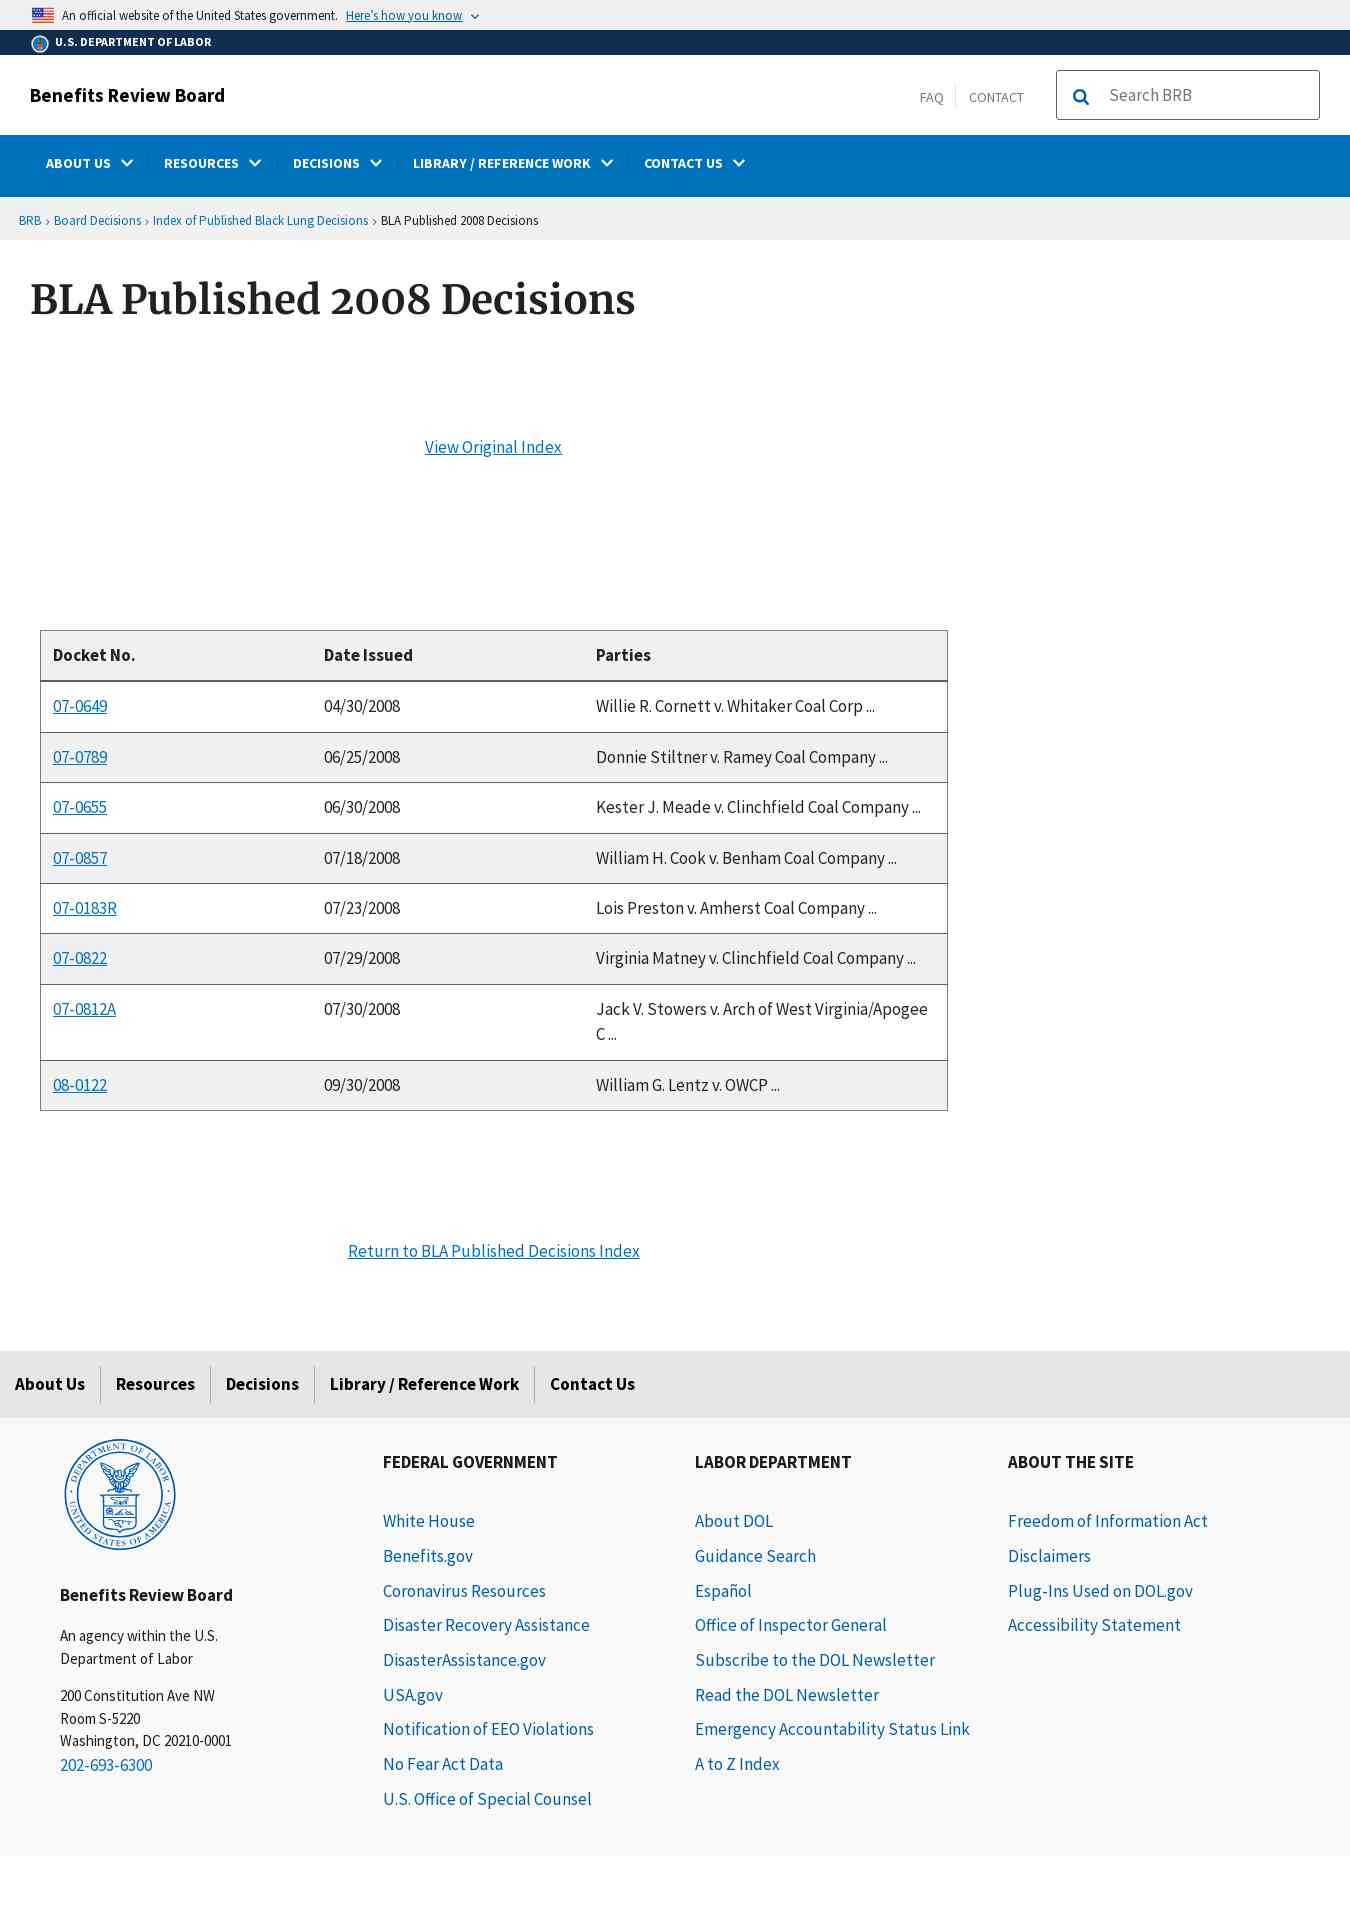 An official website of the United States government. Here's how you know
U.S. DEPARTMENT OF LABOR
Benefits Review Board
FAQ CONTACT Search BRB
ABOUT US RESOURCES DECISIONS LIBRARY / REFERENCE WORK CONTACT US
BRB › Board Decisions › Index of Published Black Lung Decisions › BLA Published 2008 Decisions
BLA Published 2008 Decisions
View Original Index
Docket No. Date Issued Parties
07-0649 04/30/2008 Willie R. Cornett v. Whitaker Coal Corp ...
07-0789 06/25/2008 Donnie Stiltner v. Ramey Coal Company ...
07-0655 06/30/2008 Kester J. Meade v. Clinchfield Coal Company ...
07-0857 07/18/2008 William H. Cook v. Benham Coal Company ...
07-0183R 07/23/2008 Lois Preston v. Amherst Coal Company ...
07-0822 07/29/2008 Virginia Matney v. Clinchfield Coal Company ...
07-0812A 07/30/2008 Jack V. Stowers v. Arch of West Virginia/Apogee
C ...
08-0122 09/30/2008 William G. Lentz v. OWCP ...
Return to BLA Published Decisions Index
About Us Resources Decisions Library / Reference Work Contact Us
DEPARTMENT OF LABOR
UNITED STATES OF AMERICA
Benefits Review Board
An agency within the U.S.
Department of Labor
200 Constitution Ave NW
Room S-5220
Washington, DC 20210-0001
202-693-6300
FEDERAL GOVERNMENT
White House
Benefits.gov
Coronavirus Resources
Disaster Recovery Assistance
DisasterAssistance.gov
USA.gov
Notification of EEO Violations
No Fear Act Data
U.S. Office of Special Counsel
LABOR DEPARTMENT
About DOL
Guidance Search
Español
Office of Inspector General
Subscribe to the DOL Newsletter
Read the DOL Newsletter
Emergency Accountability Status Link
A to Z Index
ABOUT THE SITE
Freedom of Information Act
Disclaimers
Plug-Ins Used on DOL.gov
Accessibility Statement